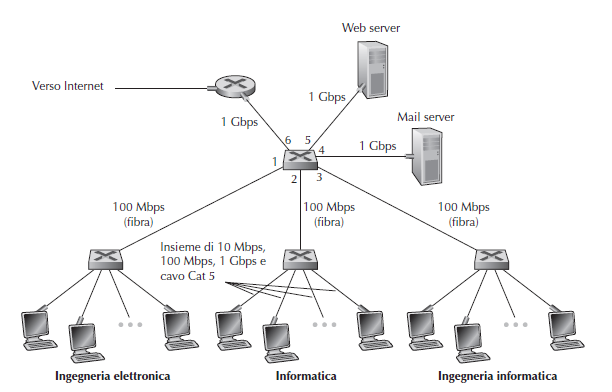 Web server
Verso Internet
1 Gbps
1 Gbps
Mail server
1 Gbps
6 5
4
1
2 3
100 Mbps
(fibra)
100 Mbps
(fibra)
100 Mbps
(fibra)
Insieme di 10 Mbps,
100 Mbps, 1 Gbps e
cavo Cat 5
Ingegneria elettronica
Informatica
Ingegneria informatica